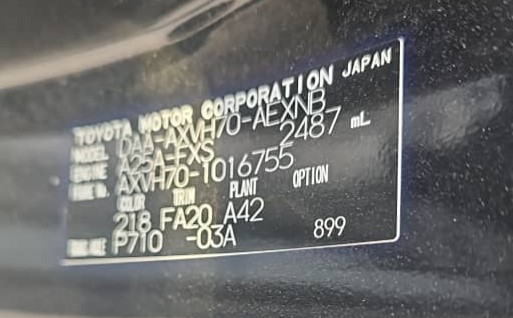 TOYOTA MOTOR CORPORATION JAPAN
MODEL DAA-AXVH70-AEXNB
ENGINE A25A-FXS 2487 mL
FRAME No. AXVH70-1016755
COLOR TRIM PLANT OPTION
218 FA20 A42
P710 -03A 899